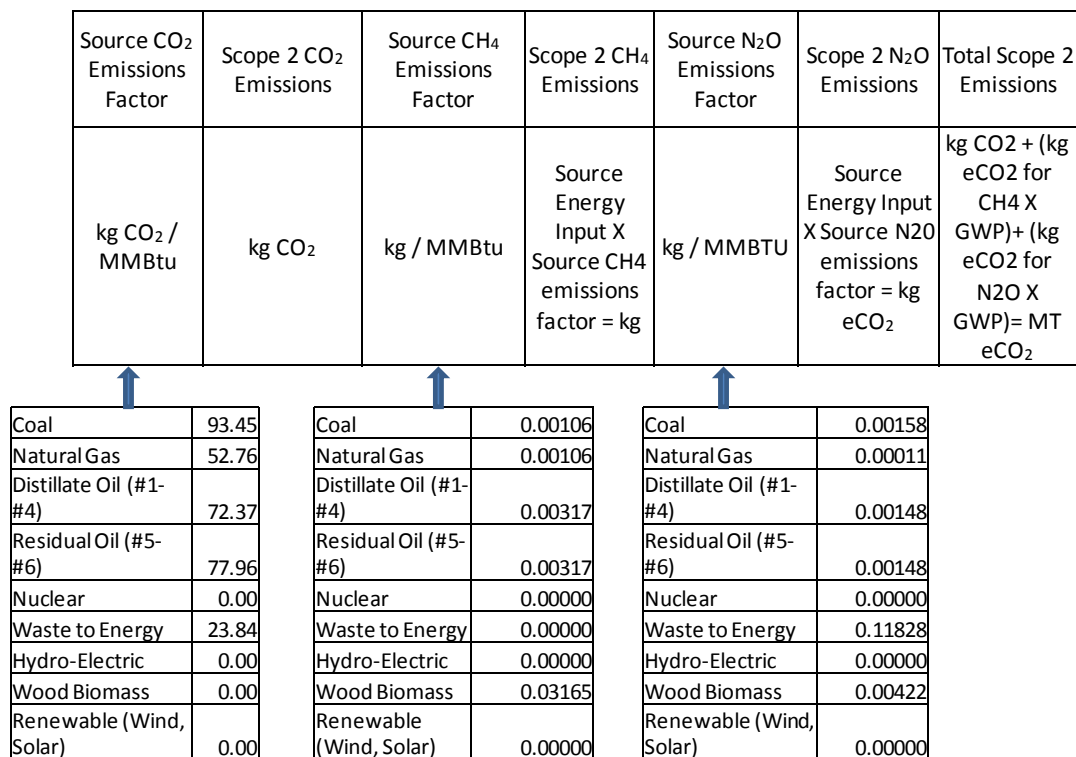 Source CO₂
Emissions
Factor
Scope 2 CO₂
Emissions
Source CH₄
Emissions
Factor
Scope 2 CH₄
Emissions
Source N₂O
Emissions
Factor
Scope 2 N₂O
Emissions
Total Scope 2
Emissions
kg CO₂ /
MMBtu
kg CO₂
kg / MMBtu
Source
Energy
Input X
Source CH4
emissions
factor = kg
kg / MMBTU
Source
Energy Input
X Source N20
emissions
factor = kg
eCO₂
kg CO2 + (kg
eCO2 for
CH4 X
GWP)+ (kg
eCO2 for
N2O X
GWP)= MT
eCO₂
Coal 93.45
Natural Gas 52.76
Distillate Oil (#1-
#4) 72.37
Residual Oil (#5-
#6) 77.96
Nuclear 0.00
Waste to Energy 23.84
Hydro-Electric 0.00
Wood Biomass 0.00
Renewable (Wind,
Solar) 0.00
Coal 0.00106
Natural Gas 0.00106
Distillate Oil (#1-
#4) 0.00317
Residual Oil (#5-
#6) 0.00317
Nuclear 0.00000
Waste to Energy 0.00000
Hydro-Electric 0.00000
Wood Biomass 0.03165
Renewable
(Wind, Solar) 0.00000
Coal 0.00158
Natural Gas 0.00011
Distillate Oil (#1-
#4) 0.00148
Residual Oil (#5-
#6) 0.00148
Nuclear 0.00000
Waste to Energy 0.11828
Hydro-Electric 0.00000
Wood Biomass 0.00422
Renewable (Wind,
Solar) 0.00000